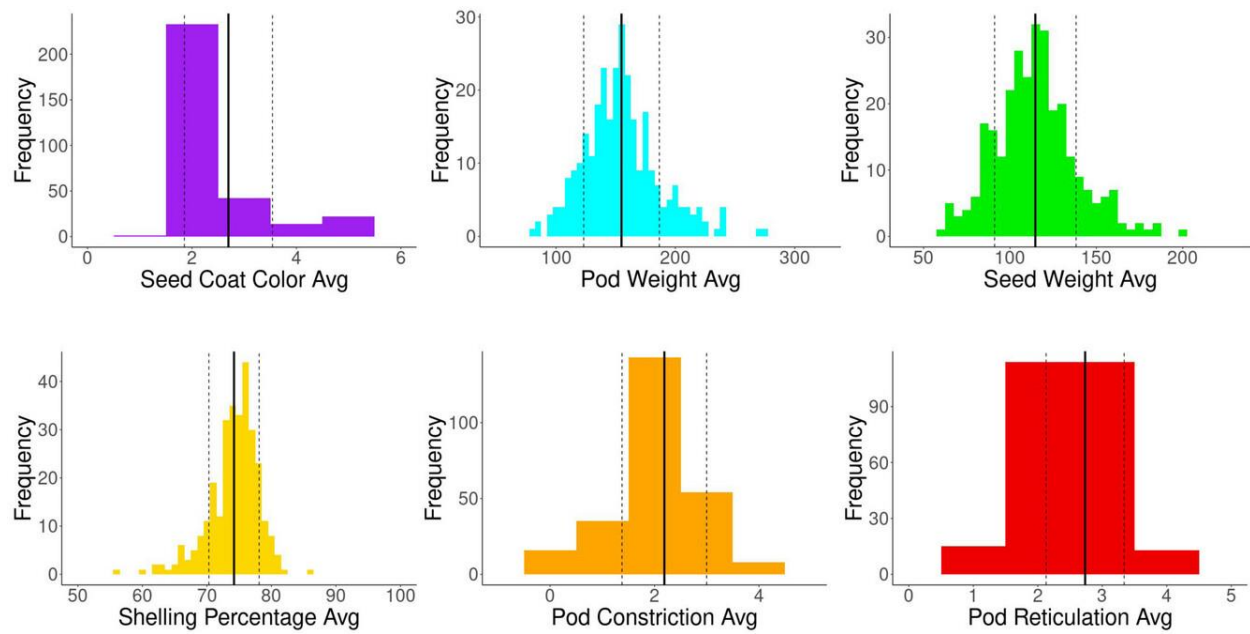 Frequency
200
150
100
50
0
0 2 4 6
Seed Coat Color Avg
Frequency
30
20
10
0
100 200 300
Pod Weight Avg
Frequency
30
20
10
0
50 100 150 200
Seed Weight Avg
Frequency
40
30
20
10
0
50 60 70 80 90 100
Shelling Percentage Avg
Frequency
100
50
0
0 2 4
Pod Constriction Avg
Frequency
90
60
30
0
0 1 2 3 4 5
Pod Reticulation Avg